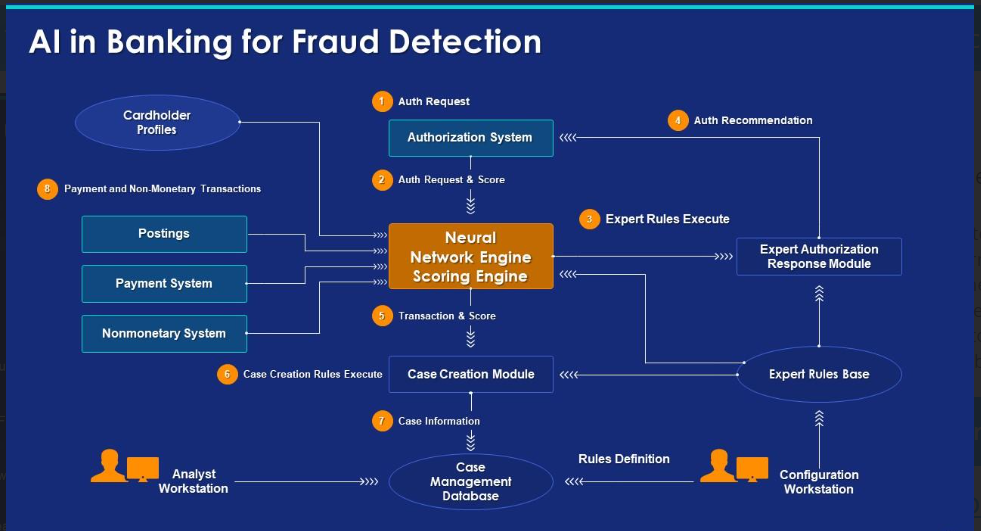 AI in Banking for Fraud Detection
Cardholder
Profiles
1 Auth Request
Authorization System
4 Auth Recommendation
2 Auth Request & Score
8 Payment and Non-Monetary Transactions
Postings
Payment System
Nonmonetary System
Neural
Network Engine
Scoring Engine
3 Expert Rules Execute
Expert Authorization
Response Module
5 Transaction & Score
6 Case Creation Rules Execute
Case Creation Module
Expert Rules Base
7 Case Information
Analyst
Workstation
Case
Management
Database
Rules Definition
Configuration
Workstation